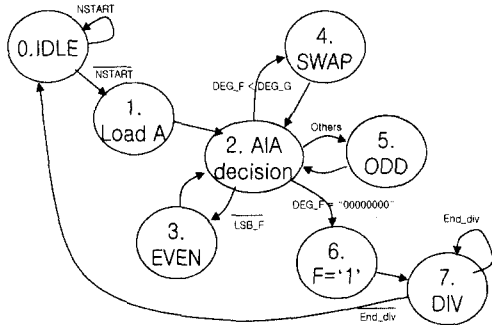 NSTART
0.IDLE
NSTART
1.
Load A
4.
SWAP
DEG_F < DEG_G
2. AIA
decision
Others
5.
ODD
3.
EVEN
LSB_F
DEG_F = "00000000"
6.
F='1'
End_div
7.
DIV
End_div